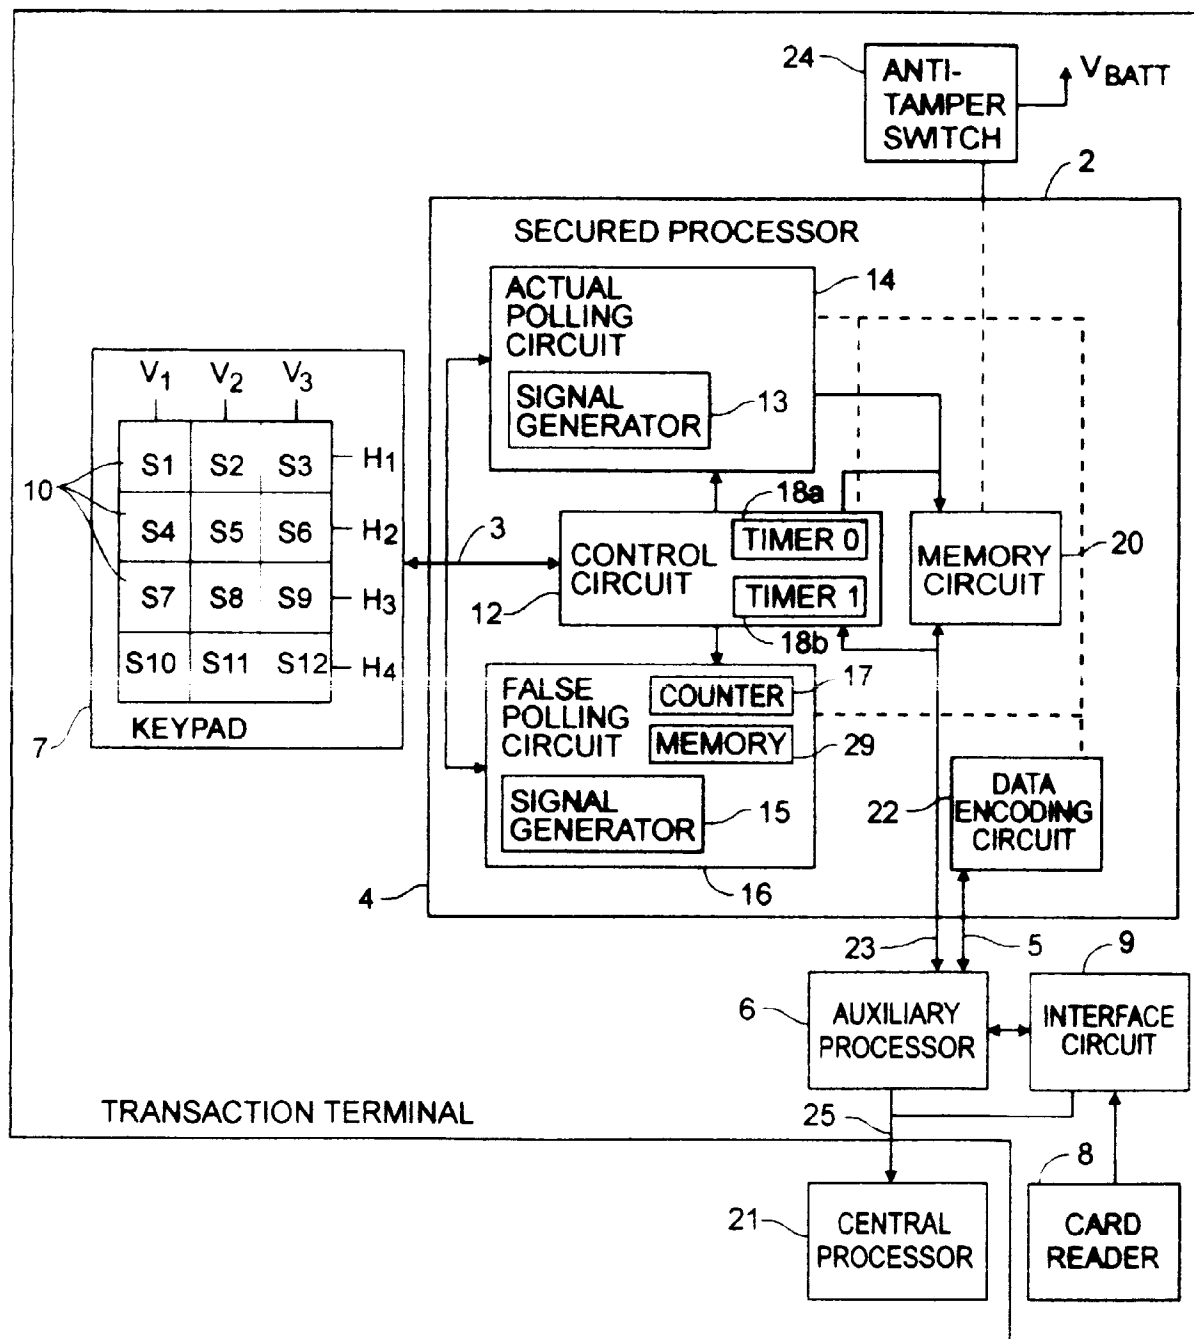 24
ANTI-
TAMPER
SWITCH
VBATT
2
SECURED PROCESSOR
ACTUAL
POLLING
CIRCUIT
14
SIGNAL
GENERATOR
13
V1 V2 V3
S1 S2 S3 H1
10
S4 S5 S6 H2
S7 S8 S9 H3
S10 S11 S12 H4
KEYPAD
7
3
18a
CONTROL
CIRCUIT
TIMER 0
TIMER 1
12
18b
MEMORY
CIRCUIT
20
FALSE
POLLING
CIRCUIT
COUNTER
17
MEMORY
29
SIGNAL
GENERATOR
15
16
4
22
DATA
ENCODING
CIRCUIT
23
5
9
6
AUXILIARY
PROCESSOR
INTERFACE
CIRCUIT
TRANSACTION TERMINAL
25
8
21
CENTRAL
PROCESSOR
CARD
READER